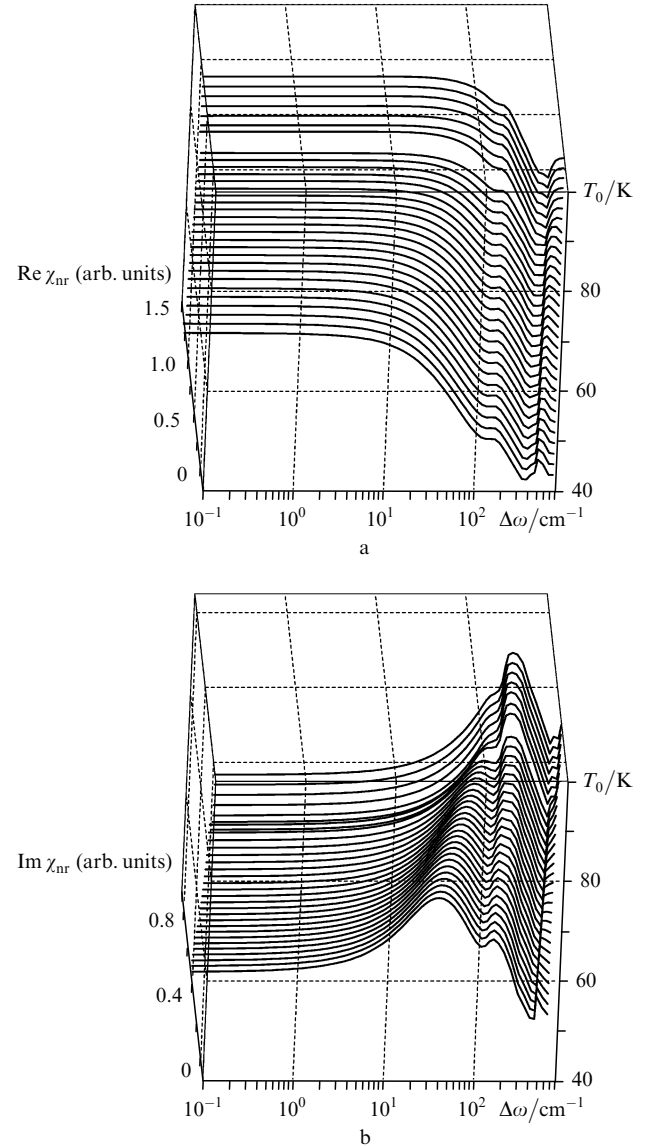 T₀/K
Re χₙᵣ (arb. units)
1.5
80
1.0
60
0.5
0
40
10⁻¹ 10⁰ 10¹ 10² Δω/cm⁻¹
a
T₀/K
Im χₙᵣ (arb. units)
80
0.8
0.4
60
0
40
10⁻¹ 10⁰ 10¹ 10² Δω/cm⁻¹
b